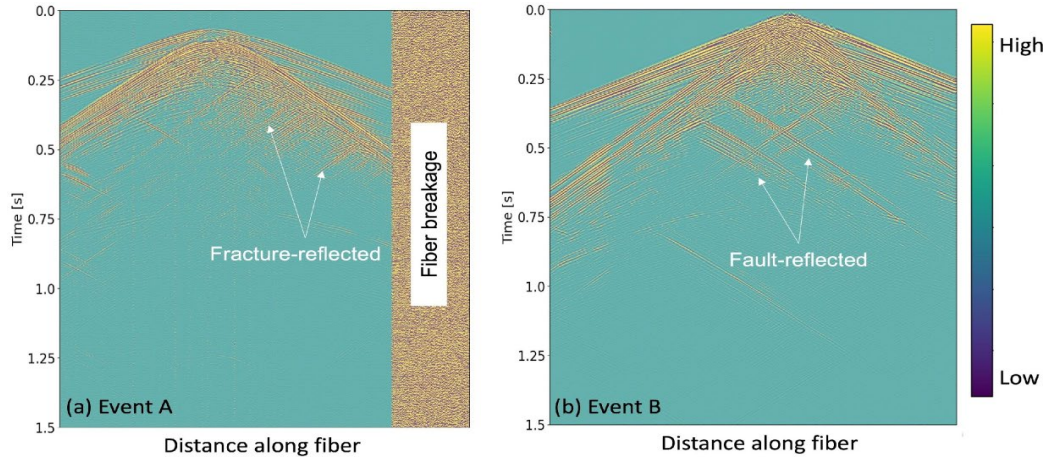 0.0
0.25
0.5
0.75
1.0
1.25
1.5
Time [s]
Fracture-reflected
Fiber breakage
(a) Event A
Distance along fiber
0.0
0.25
0.5
0.75
1.0
1.25
1.5
Time [s]
Fault-reflected
(b) Event B
Distance along fiber
High
Low